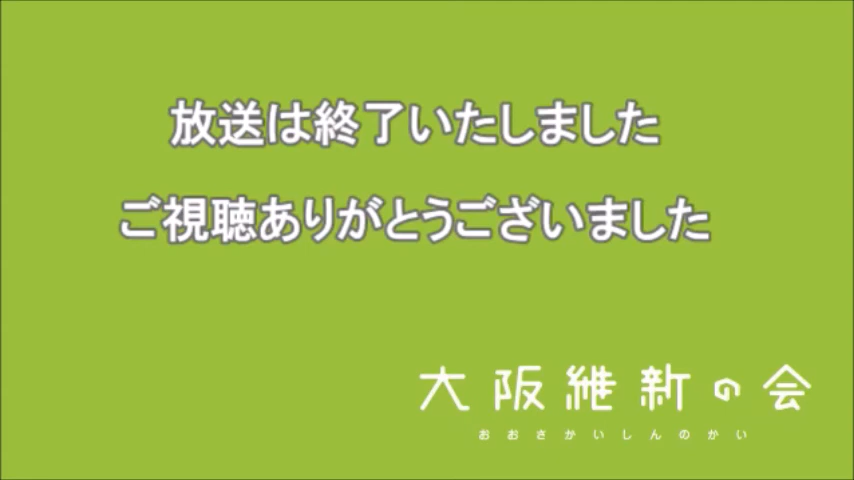 放送は終了いたしました
ご視聴ありがとうございました
大阪維新の会
おおさかいしんのかい